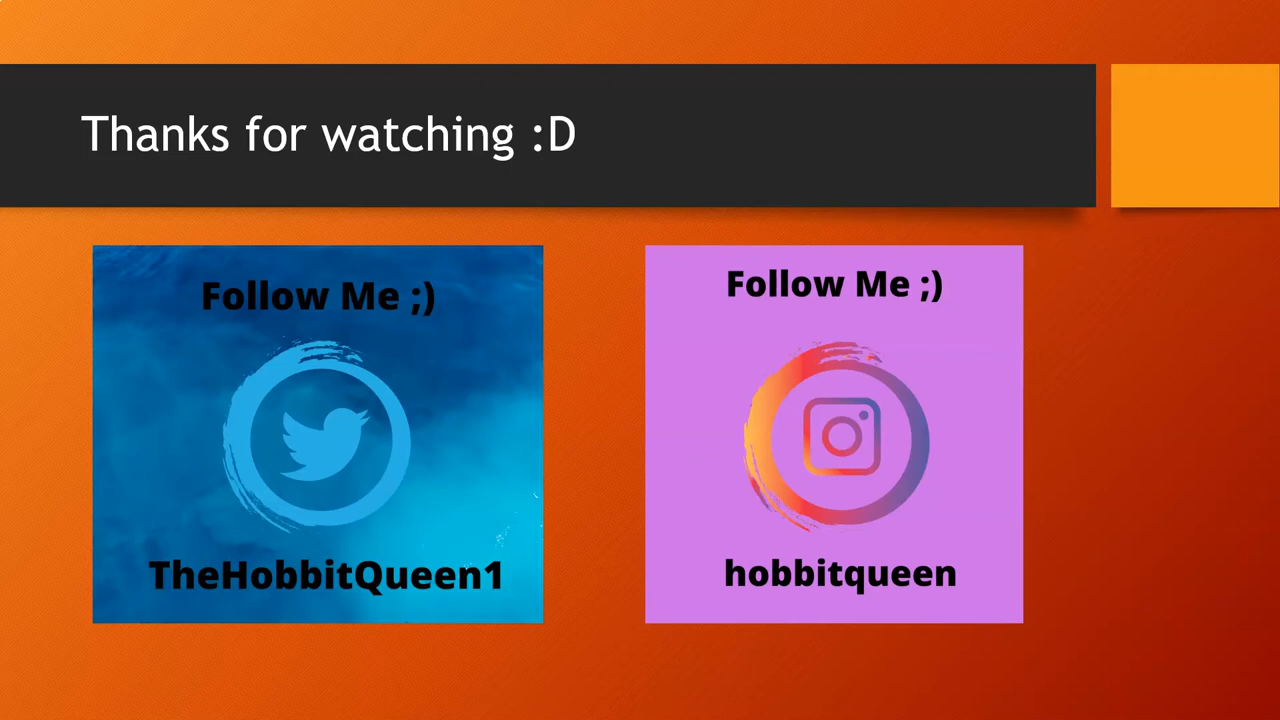 Thanks for watching :D
Follow Me ;)
TheHobbitQueen1
Follow Me ;)
hobbitqueen